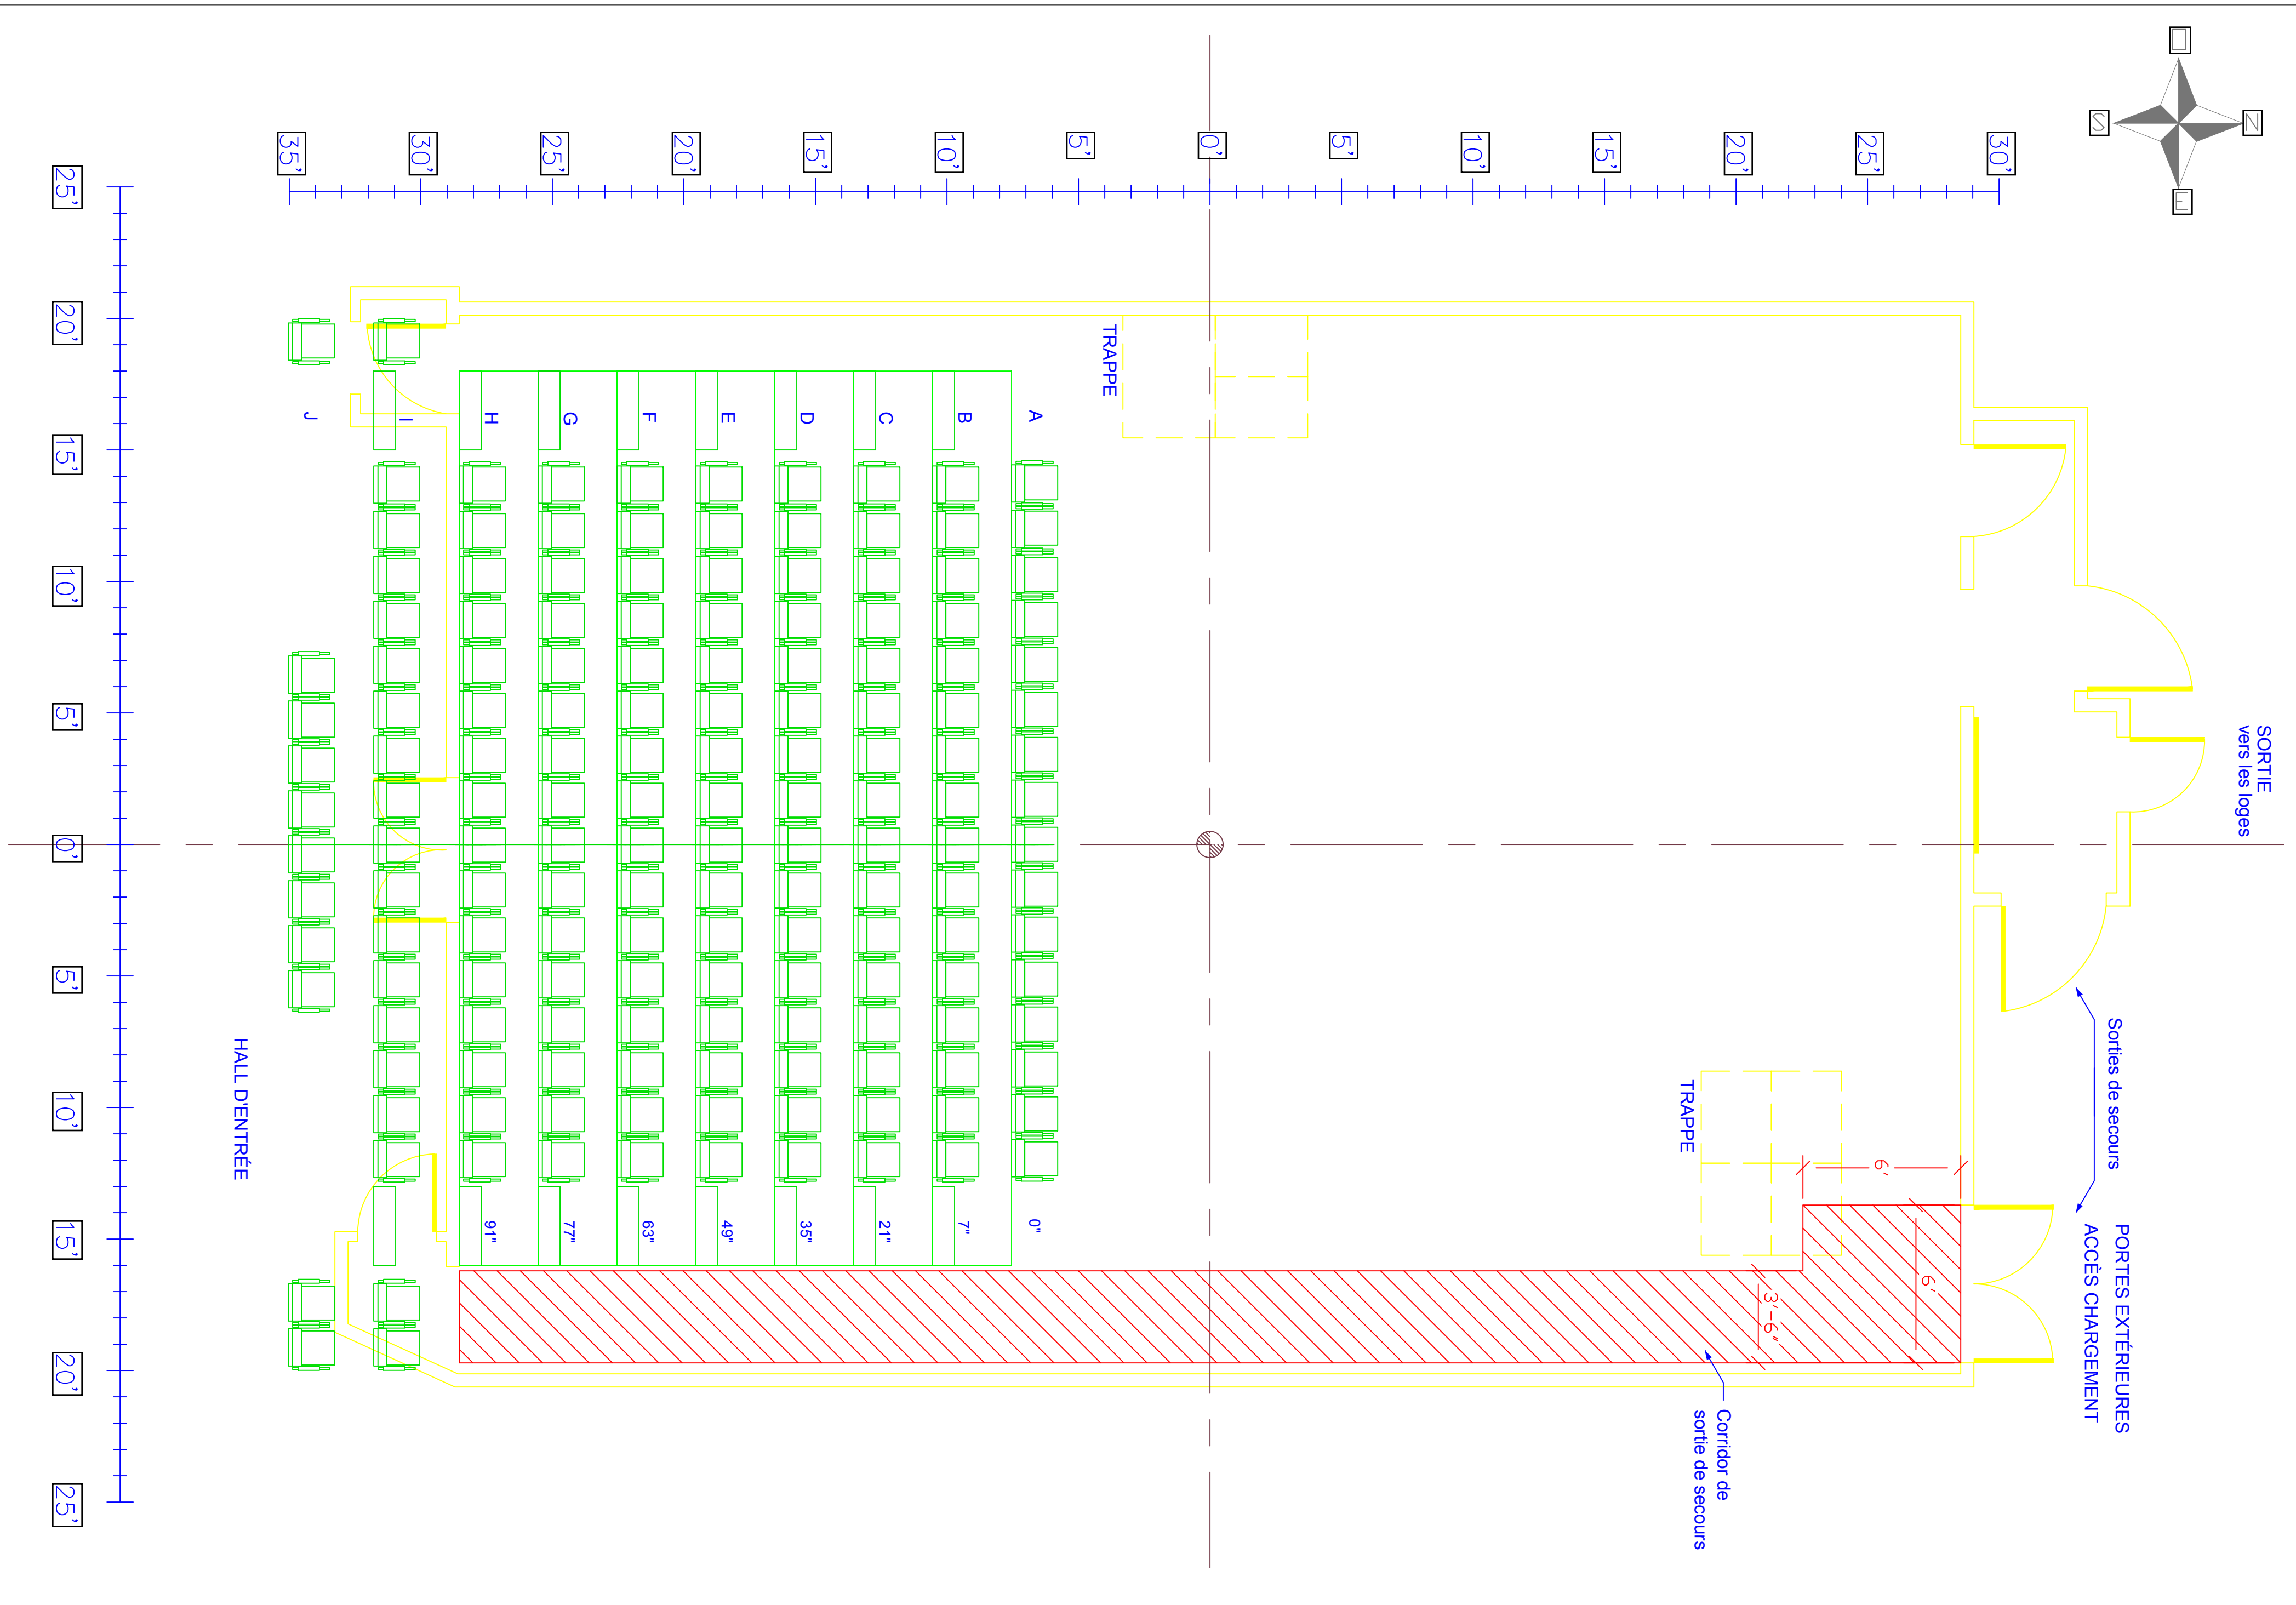 O
N
S
E
35'
30'
25'
20'
15'
10'
5'
0'
5'
10'
15'
20'
25'
30'
25'
20'
15'
10'
5'
0'
5'
10'
15'
20'
25'
SORTIE
vers les loges
Sorties de secours
PORTES EXTÉRIEURES
ACCÈS CHARGEMENT
TRAPPE
TRAPPE
6'
6'
3'-6"
Corridor de
sortie de secours
A
B
C
D
E
F
G
H
I
J
0"
7"
21"
35"
49"
63"
77"
91"
HALL D'ENTRÉE